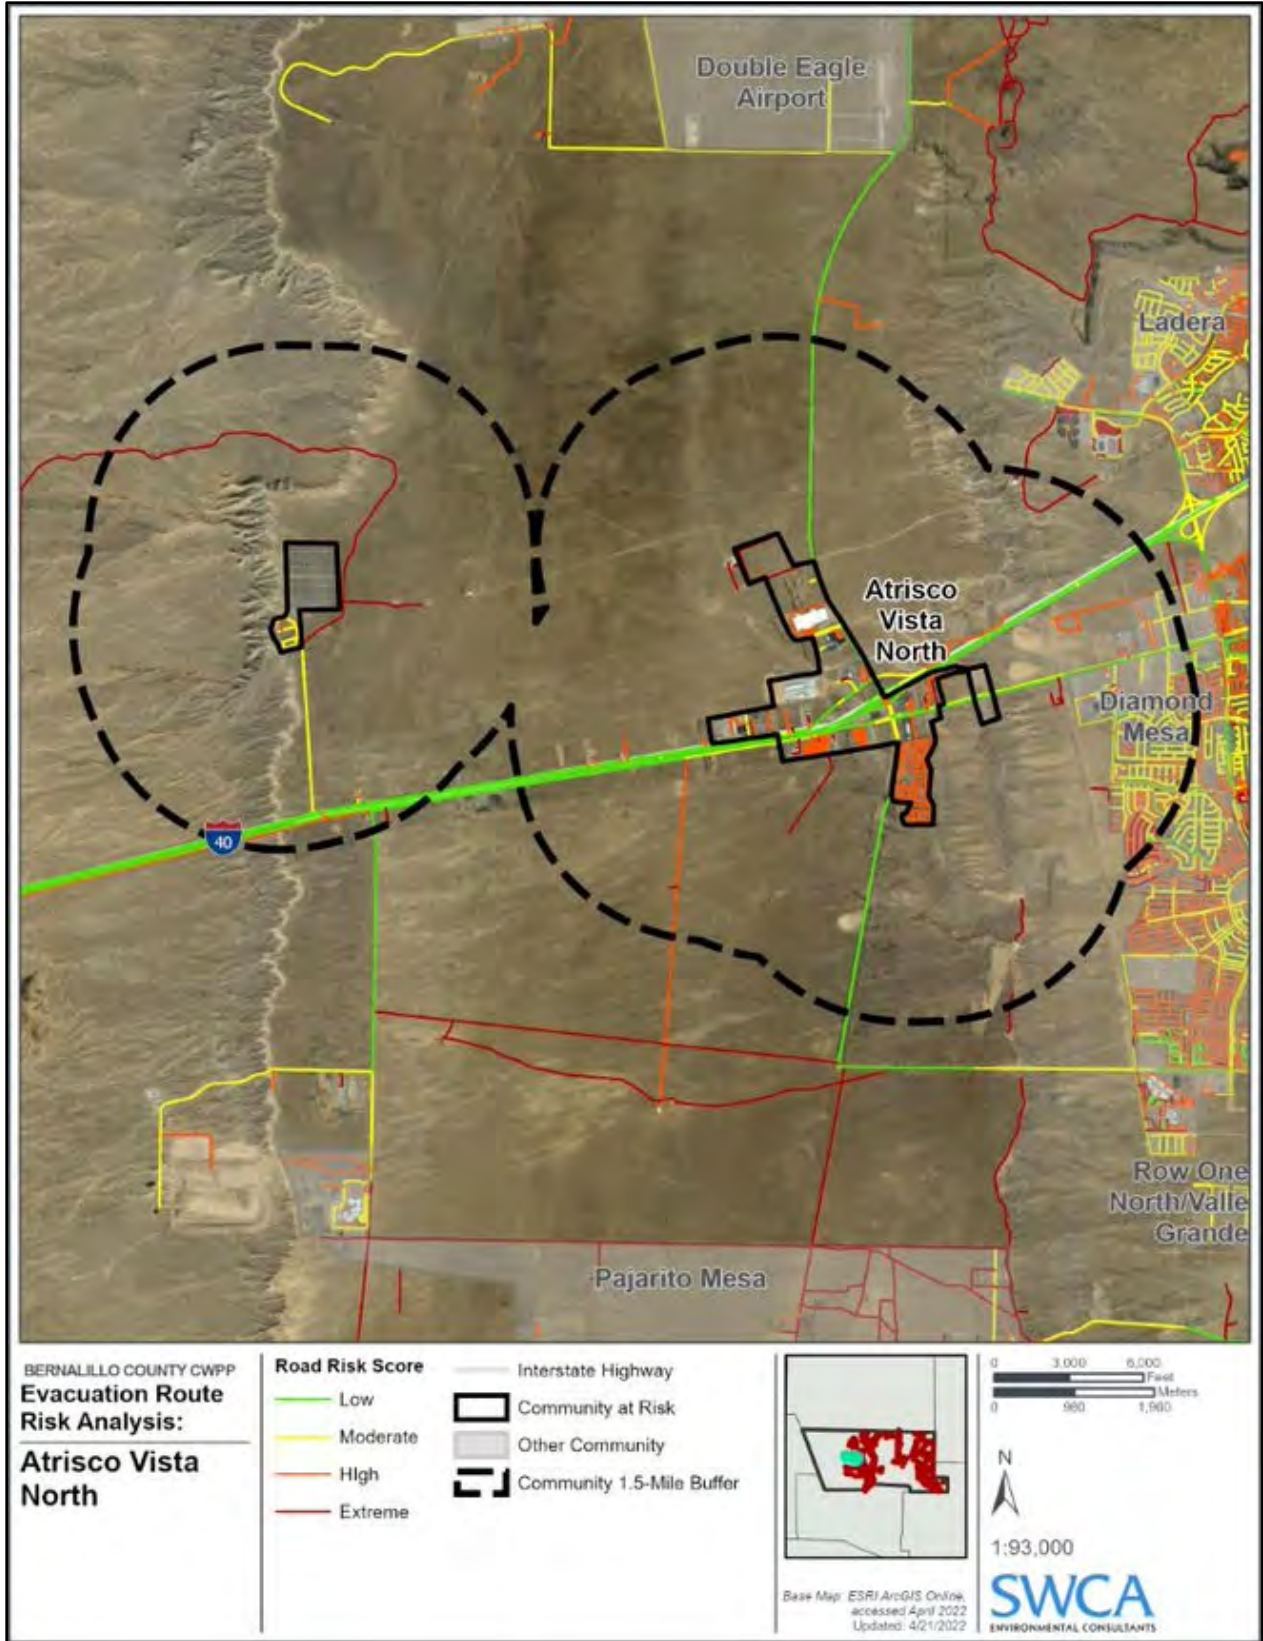 Double Eagle
Airport
Ladera
Atrisco
Vista
North
Diamond
Mesa
40
Row One
North/Valle
Grande
Pajarito Mesa
BERNALILLO COUNTY CWPP
Evacuation Route
Risk Analysis:
Atrisco Vista
North
Road Risk Score
Low
Moderate
HIgh
Extreme
Interstate Highway
Community at Risk
Other Community
Community 1.5-Mile Buffer
Base Map: ESRI ArcGIS Online,
accessed April 2022
Updated: 4/21/2022
0 3,000 6,000
Feet
Meters
0 980 1,960
N
1:93,000
SWCA
ENVIRONMENTAL CONSULTANTS